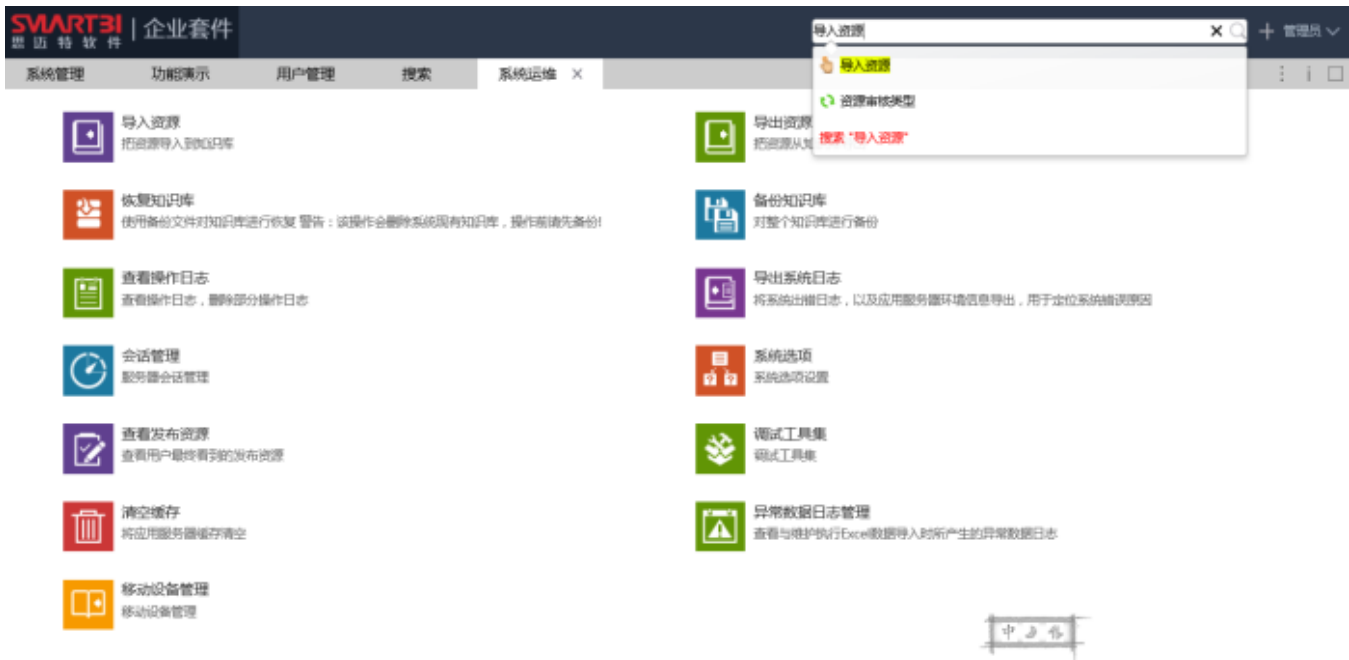 SMARTBI 企业套件
思迈特软件
导入资源
管理员
系统管理 功能演示 用户管理 搜索 系统运维
导入资源
资源审核类型
搜索 "导入资源"
导入资源
把资源导入到知识库
导出资源
把资源从知
恢复知识库
使用备份文件对知识库进行恢复 警告：该操作会删除系统现有知识库，操作前请先备份!
备份知识库
对整个知识库进行备份
查看操作日志
查看操作日志，删除部分操作日志
导出系统日志
将系统出错日志，以及应用服务器环境信息导出，用于定位系统错误原因
会话管理
服务器会话管理
系统选项
系统选项设置
查看发布资源
查看用户最终看到的发布资源
调试工具集
调试工具集
清空缓存
将应用服务器缓存清空
异常数据日志管理
查看与维护执行Excel数据导入时所产生的异常数据日志
移动设备管理
移动设备管理
中